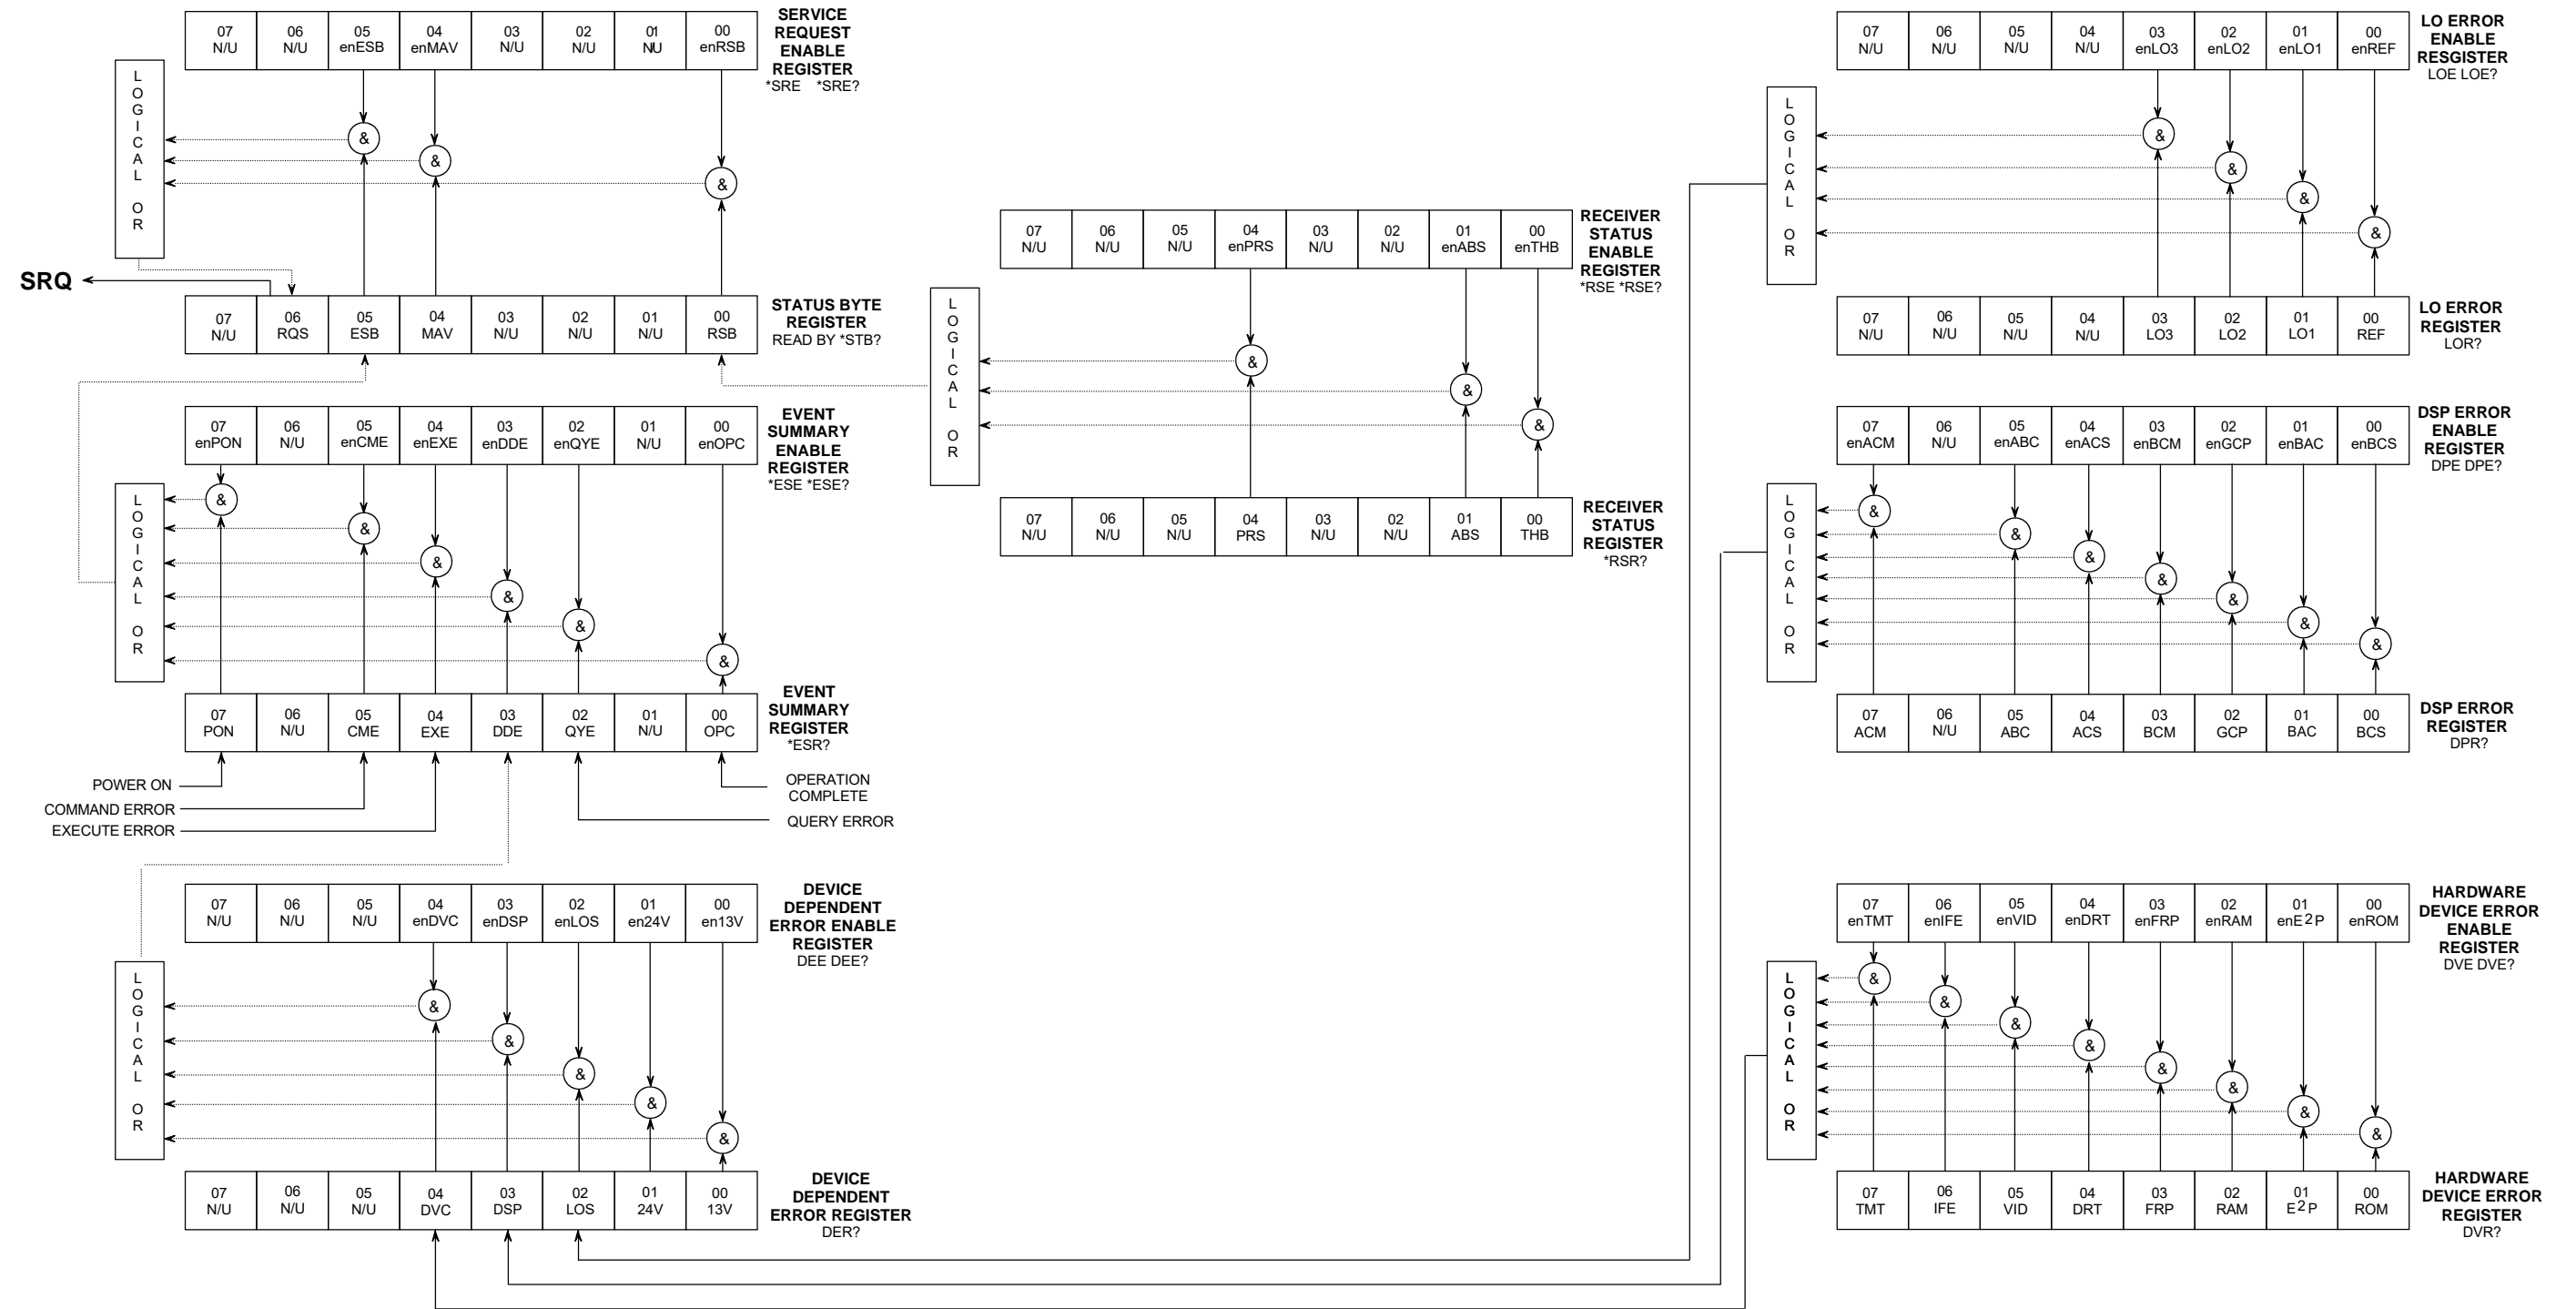 07 06 05 04 03 02 01 00
N/U N/U enESB enMAV N/U N/U NU enRSB
SERVICE
REQUEST
ENABLE
REGISTER
*SRE *SRE?
LOGICAL OR
&
&
&
SRQ
07 06 05 04 03 02 01 00
N/U RQS ESB MAV N/U N/U N/U RSB
STATUS BYTE
REGISTER
READ BY *STB?
07 06 05 04 03 02 01 00
enPON N/U enCME enEXE enDDE enQYE N/U enOPC
EVENT
SUMMARY
ENABLE
REGISTER
*ESE *ESE?
LOGICAL OR
&
&
&
&
&
&
07 06 05 04 03 02 01 00
PON N/U CME EXE DDE QYE N/U OPC
EVENT
SUMMARY
REGISTER
*ESR?
POWER ON
COMMAND ERROR
EXECUTE ERROR
OPERATION
COMPLETE
QUERY ERROR
07 06 05 04 03 02 01 00
N/U N/U N/U enDVC enDSP enLOS en24V en13V
DEVICE
DEPENDENT
ERROR ENABLE
REGISTER
DEE DEE?
LOGICAL OR
&
&
&
&
&
07 06 05 04 03 02 01 00
N/U N/U N/U DVC DSP LOS 24V 13V
DEVICE
DEPENDENT
ERROR REGISTER
DER?
07 06 05 04 03 02 01 00
N/U N/U N/U enPRS N/U N/U enABS enTHB
RECEIVER
STATUS
ENABLE
REGISTER
*RSE *RSE?
LOGICAL OR
&
&
&
07 06 05 04 03 02 01 00
N/U N/U N/U PRS N/U N/U ABS THB
RECEIVER
STATUS
REGISTER
*RSR?
07 06 05 04 03 02 01 00
N/U N/U N/U N/U enLO3 enLO2 enLO1 enREF
LO ERROR
ENABLE
RESGISTER
LOE LOE?
LOGICAL OR
&
&
&
&
07 06 05 04 03 02 01 00
N/U N/U N/U N/U LO3 LO2 LO1 REF
LO ERROR
REGISTER
LOR?
07 06 05 04 03 02 01 00
enACM N/U enABC enACS enBCM enGCP enBAC enBCS
DSP ERROR
ENABLE
REGISTER
DPE DPE?
LOGICAL OR
&
&
&
&
&
&
&
07 06 05 04 03 02 01 00
ACM N/U ABC ACS BCM GCP BAC BCS
DSP ERROR
REGISTER
DPR?
07 06 05 04 03 02 01 00
enTMT enIFE enVID enDRT enFRP enRAM enE2P enROM
HARDWARE
DEVICE ERROR
ENABLE
REGISTER
DVE DVE?
LOGICAL OR
&
&
&
&
&
&
&
&
07 06 05 04 03 02 01 00
TMT IFE VID DRT FRP RAM E2P ROM
HARDWARE
DEVICE ERROR
REGISTER
DVR?